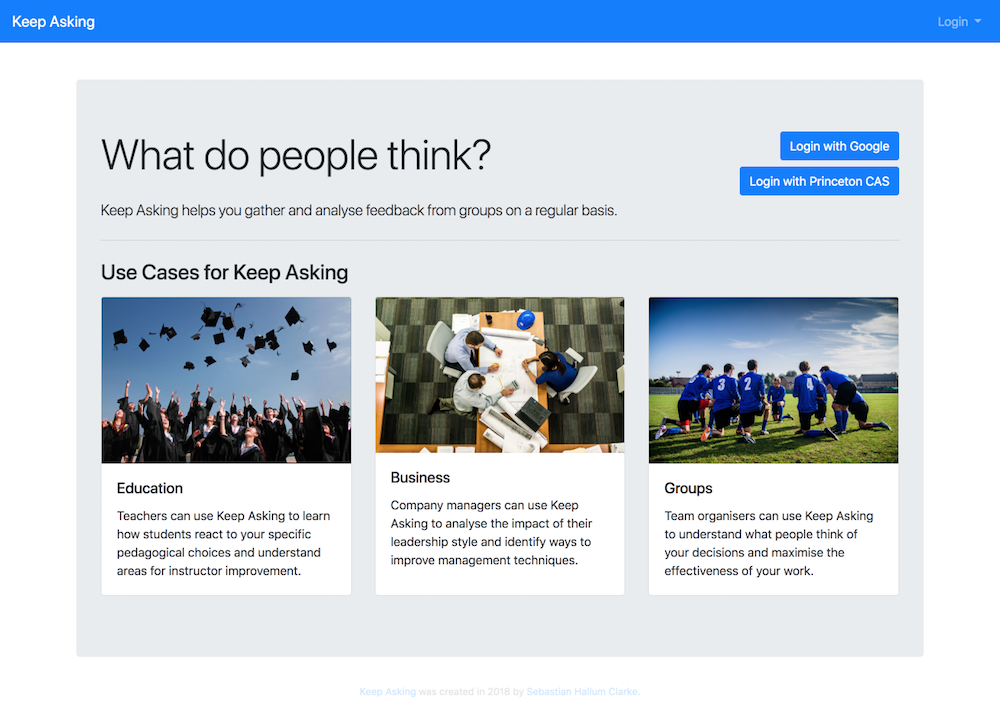 Keep Asking
Login
What do people think?
Login with Google
Login with Princeton CAS
Keep Asking helps you gather and analyse feedback from groups on a regular basis.
Use Cases for Keep Asking
Education
Teachers can use Keep Asking to learn
how students react to your specific
pedagogical choices and understand
areas for instructor improvement.
Business
Company managers can use Keep
Asking to analyse the impact of their
leadership style and identify ways to
improve management techniques.
3
2
4
Groups
Team organisers can use Keep Asking
to understand what people think of
your decisions and maximise the
effectiveness of your work.
Keep Asking was created in 2018 by Sebastian Hallum Clarke.